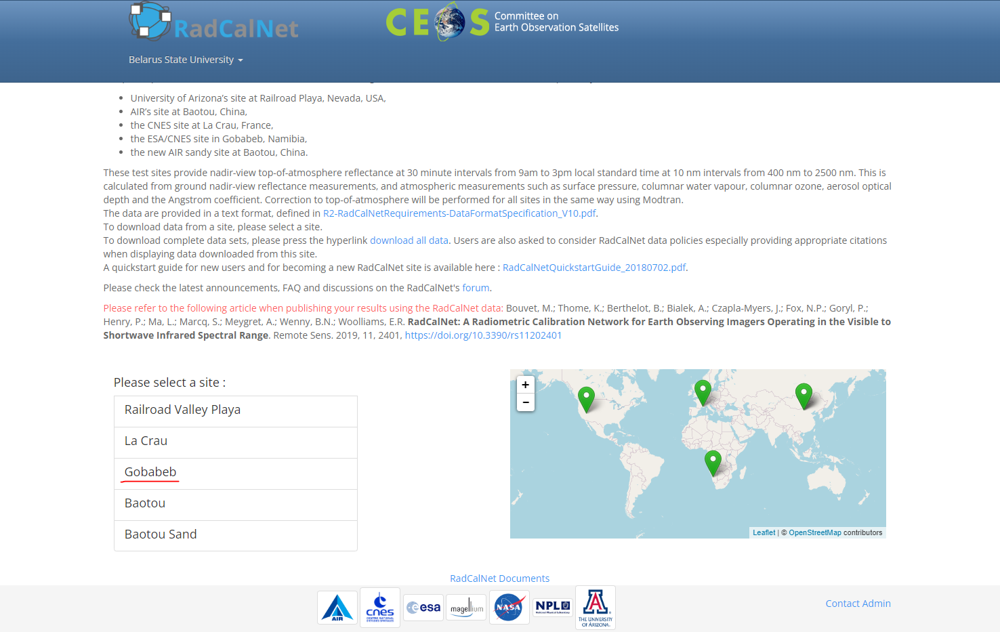 RadCalNet
CEOS
Committee on
Earth Observation Satellites
Belarus State University
University of Arizona’s site at Railroad Playa, Nevada, USA,
AIR’s site at Baotou, China,
the CNES site at La Crau, France,
the ESA/CNES site in Gobabeb, Namibia,
the new AIR sandy site at Baotou, China.
These test sites provide nadir-view top-of-atmosphere reflectance at 30 minute intervals from 9am to 3pm local standard time at 10 nm intervals from 400 nm to 2500 nm. This is
calculated from ground nadir-view reflectance measurements, and atmospheric measurements such as surface pressure, columnar water vapour, columnar ozone, aerosol optical
depth and the Angstrom coefficient. Correction to top-of-atmosphere will be performed for all sites in the same way using Modtran.
The data are provided in a text format, defined in R2-RadCalNetRequirements-DataFormatSpecification_V10.pdf.
To download data from a site, please select a site.
To download complete data sets, please press the hyperlink download all data. Users are also asked to consider RadCalNet data policies especially providing appropriate citations
when displaying data downloaded from this site.
A quickstart guide for new users and for becoming a new RadCalNet site is available here : RadCalNetQuickstartGuide_20180702.pdf.
Please check the latest announcements, FAQ and discussions on the RadCalNet's forum.
Please refer to the following article when publishing your results using the RadCalNet data: Bouvet, M.; Thome, K.; Berthelot, B.; Bialek, A.; Czapla-Myers, J.; Fox, N.P.; Goryl, P.;
Henry, P.; Ma, L.; Marcq, S.; Meygret, A.; Wenny, B.N.; Woolliams, E.R. RadCalNet: A Radiometric Calibration Network for Earth Observing Imagers Operating in the Visible to
Shortwave Infrared Spectral Range. Remote Sens. 2019, 11, 2401, https://doi.org/10.3390/rs11202401
Please select a site :
Railroad Valley Playa
La Crau
Gobabeb
Baotou
Baotou Sand
+
−
Leaflet | © OpenStreetMap contributors
RadCalNet Documents
AIR
cnes
CENTRE NATIONAL
D'ETUDES SPATIALES
esa
magellium
NASA
NPL
National Physical Laboratory
A
THE UNIVERSITY
OF ARIZONA.
Contact Admin